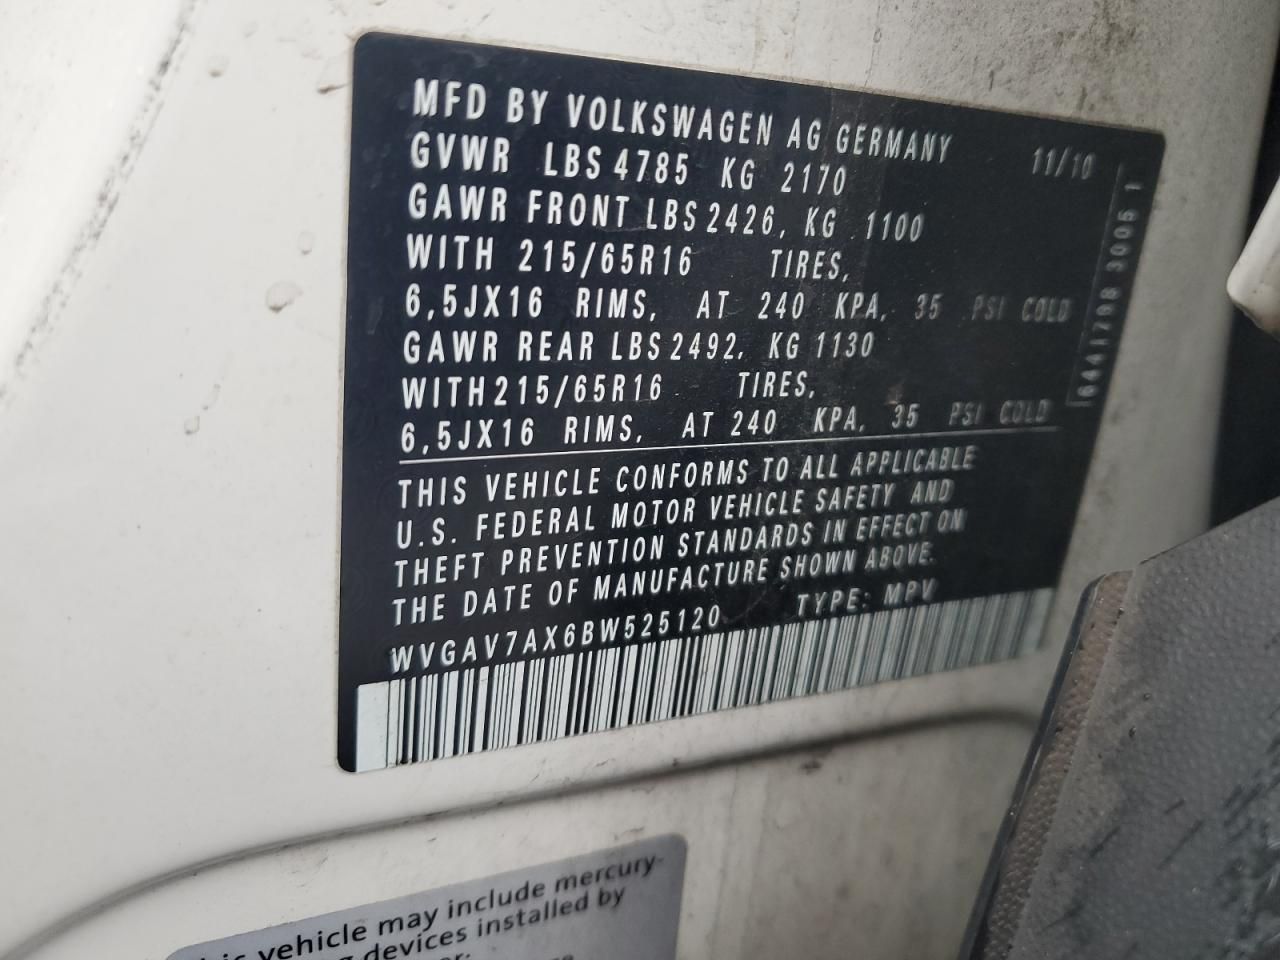 MFD BY VOLKSWAGEN AG GERMANY 11/10
GVWR LBS 4785 KG 2170
GAWR FRONT LBS 2426, KG 1100
WITH 215/65R16 TIRES,
6,5JX16 RIMS, AT 240 KPA, 35 PSI COLD
GAWR REAR LBS 2492, KG 1130
WITH 215/65R16 TIRES,
6,5JX16 RIMS, AT 240 KPA, 35 PSI COLD
THIS VEHICLE CONFORMS TO ALL APPLICABLE
U.S. FEDERAL MOTOR VEHICLE SAFETY AND
THEFT PREVENTION STANDARDS IN EFFECT ON
THE DATE OF MANUFACTURE SHOWN ABOVE.
WVGAV7AX6BW525120 TYPE: MPV
vehicle may include mercury-
devices installed by